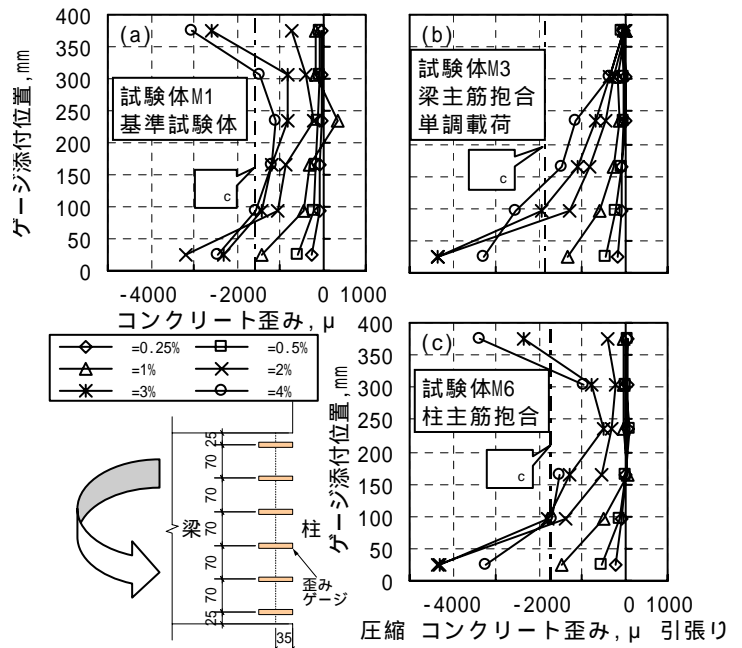 400
350
300
250
200
150
100
50
0
ゲージ添付位置,mm
(a)
試験体M1
基準試験体
c
-4000 -2000 0 1000
コンクリート歪み,μ
(b)
試験体M3
梁主筋抱合
単調載荷
c
=0.25% =0.5%
=1% =2%
=3% =4%
400
350
300
250
200
150
100
50
0
ゲージ添付位置,mm
(c)
試験体M6
柱主筋抱合
c
-4000 -2000 0 1000
圧縮 コンクリート歪み,μ 引張り
25
70
70
70
70
70
25
梁
柱
歪み
ゲージ
35